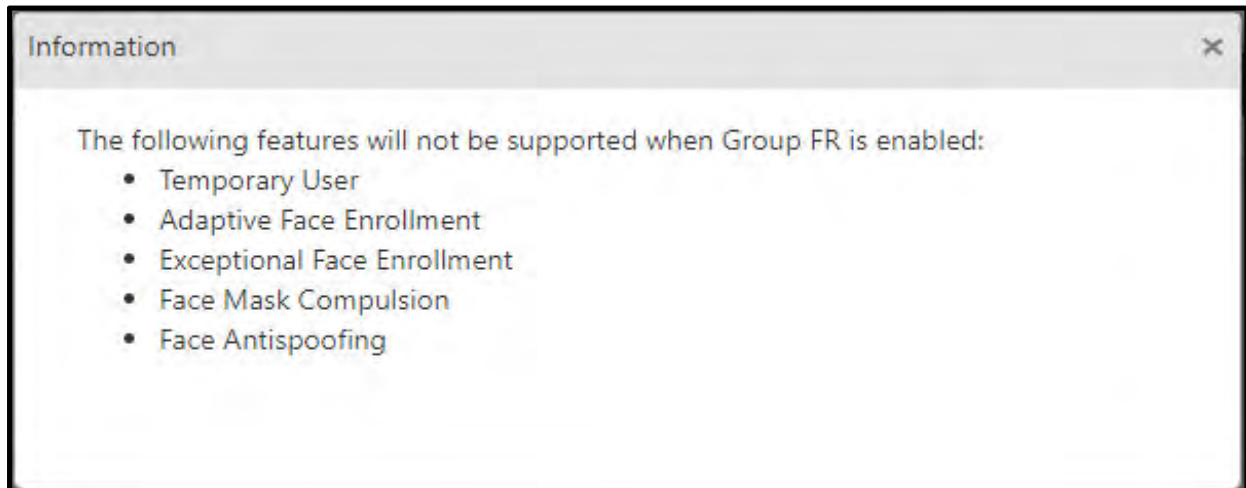 Information
The following features will not be supported when Group FR is enabled:
• Temporary User
• Adaptive Face Enrollment
• Exceptional Face Enrollment
• Face Mask Compulsion
• Face Antispoofing